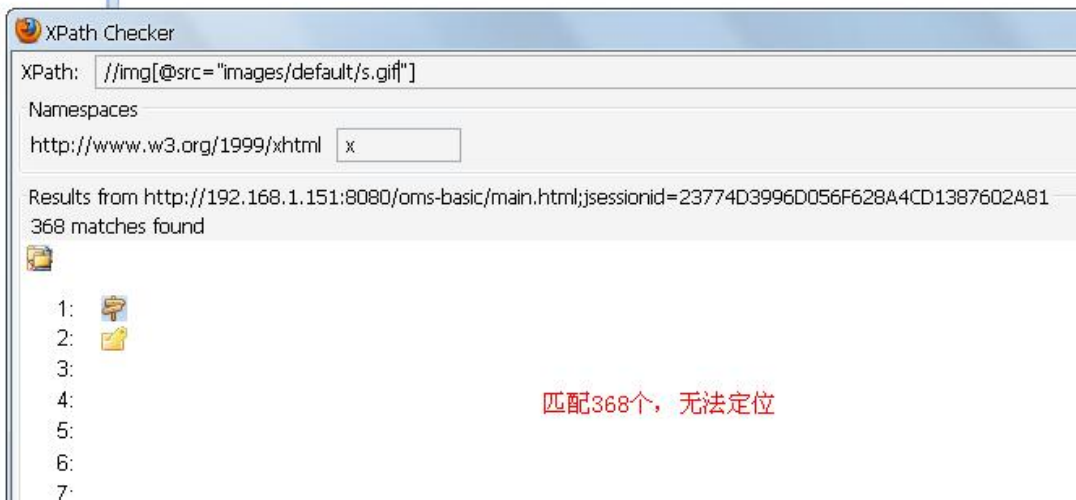 XPath Checker
XPath: //img[@src="images/default/s.gif"]
Namespaces
http://www.w3.org/1999/xhtml x
Results from http://192.168.1.151:8080/oms-basic/main.html;jsessionid=23774D3996D056F628A4CD1387602A81
368 matches found
1:
2:
3:
4: 匹配368个，无法定位
5:
6:
7: